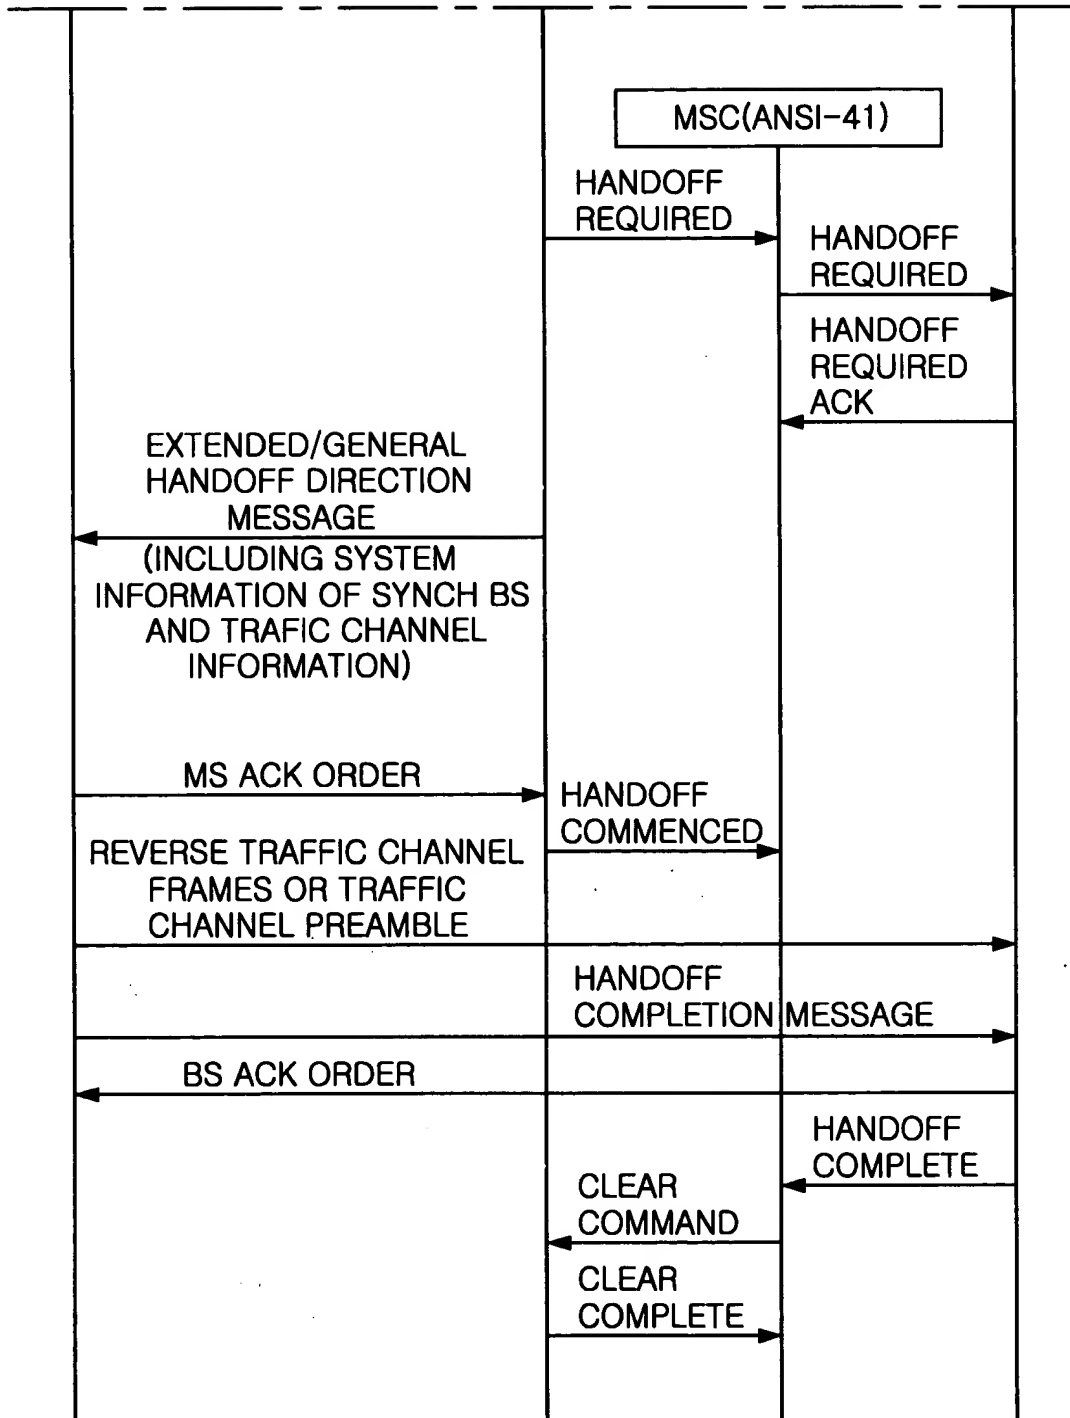 MSC(ANSI-41)
HANDOFF
REQUIRED
HANDOFF
REQUIRED
HANDOFF
REQUIRED
ACK
EXTENDED/GENERAL
HANDOFF DIRECTION
MESSAGE
(INCLUDING SYSTEM
INFORMATION OF SYNCH BS
AND TRAFIC CHANNEL
INFORMATION)
MS ACK ORDER
HANDOFF
COMMENCED
REVERSE TRAFFIC CHANNEL
FRAMES OR TRAFFIC
CHANNEL PREAMBLE
HANDOFF
COMPLETION MESSAGE
BS ACK ORDER
HANDOFF
COMPLETE
CLEAR
COMMAND
CLEAR
COMPLETE